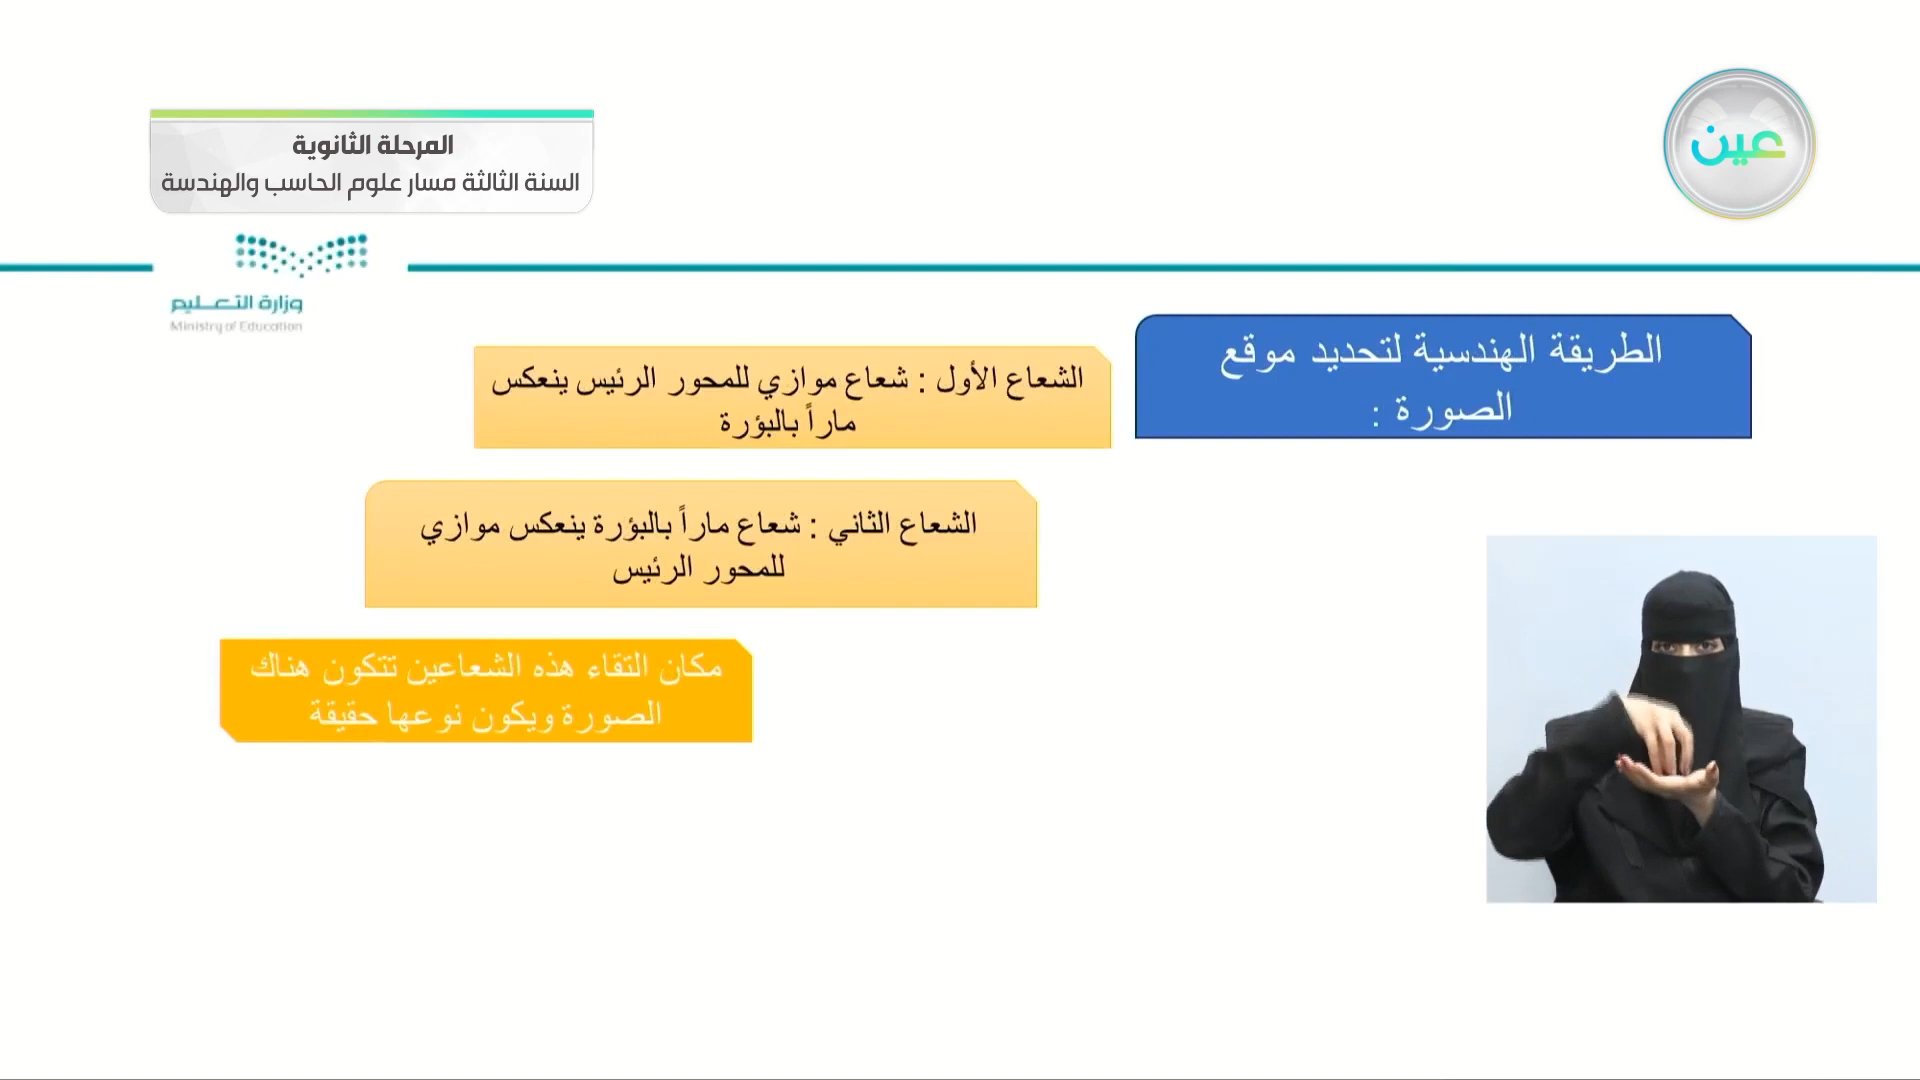 المرحلة الثانوية
السنة الثالثة مسار علوم الحاسب والهندسة
عين
وزارة التعليم
Ministry of Education
الطريقة الهندسية لتحديد موقع
الصورة :
الشعاع الأول : شعاع موازي للمحور الرئيس ينعكس
ماراً بالبؤرة
الشعاع الثاني : شعاع ماراً بالبؤرة ينعكس موازي
للمحور الرئيس
مكان التقاء هذه الشعاعين تتكون هناك
الصورة ويكون نوعها حقيقة